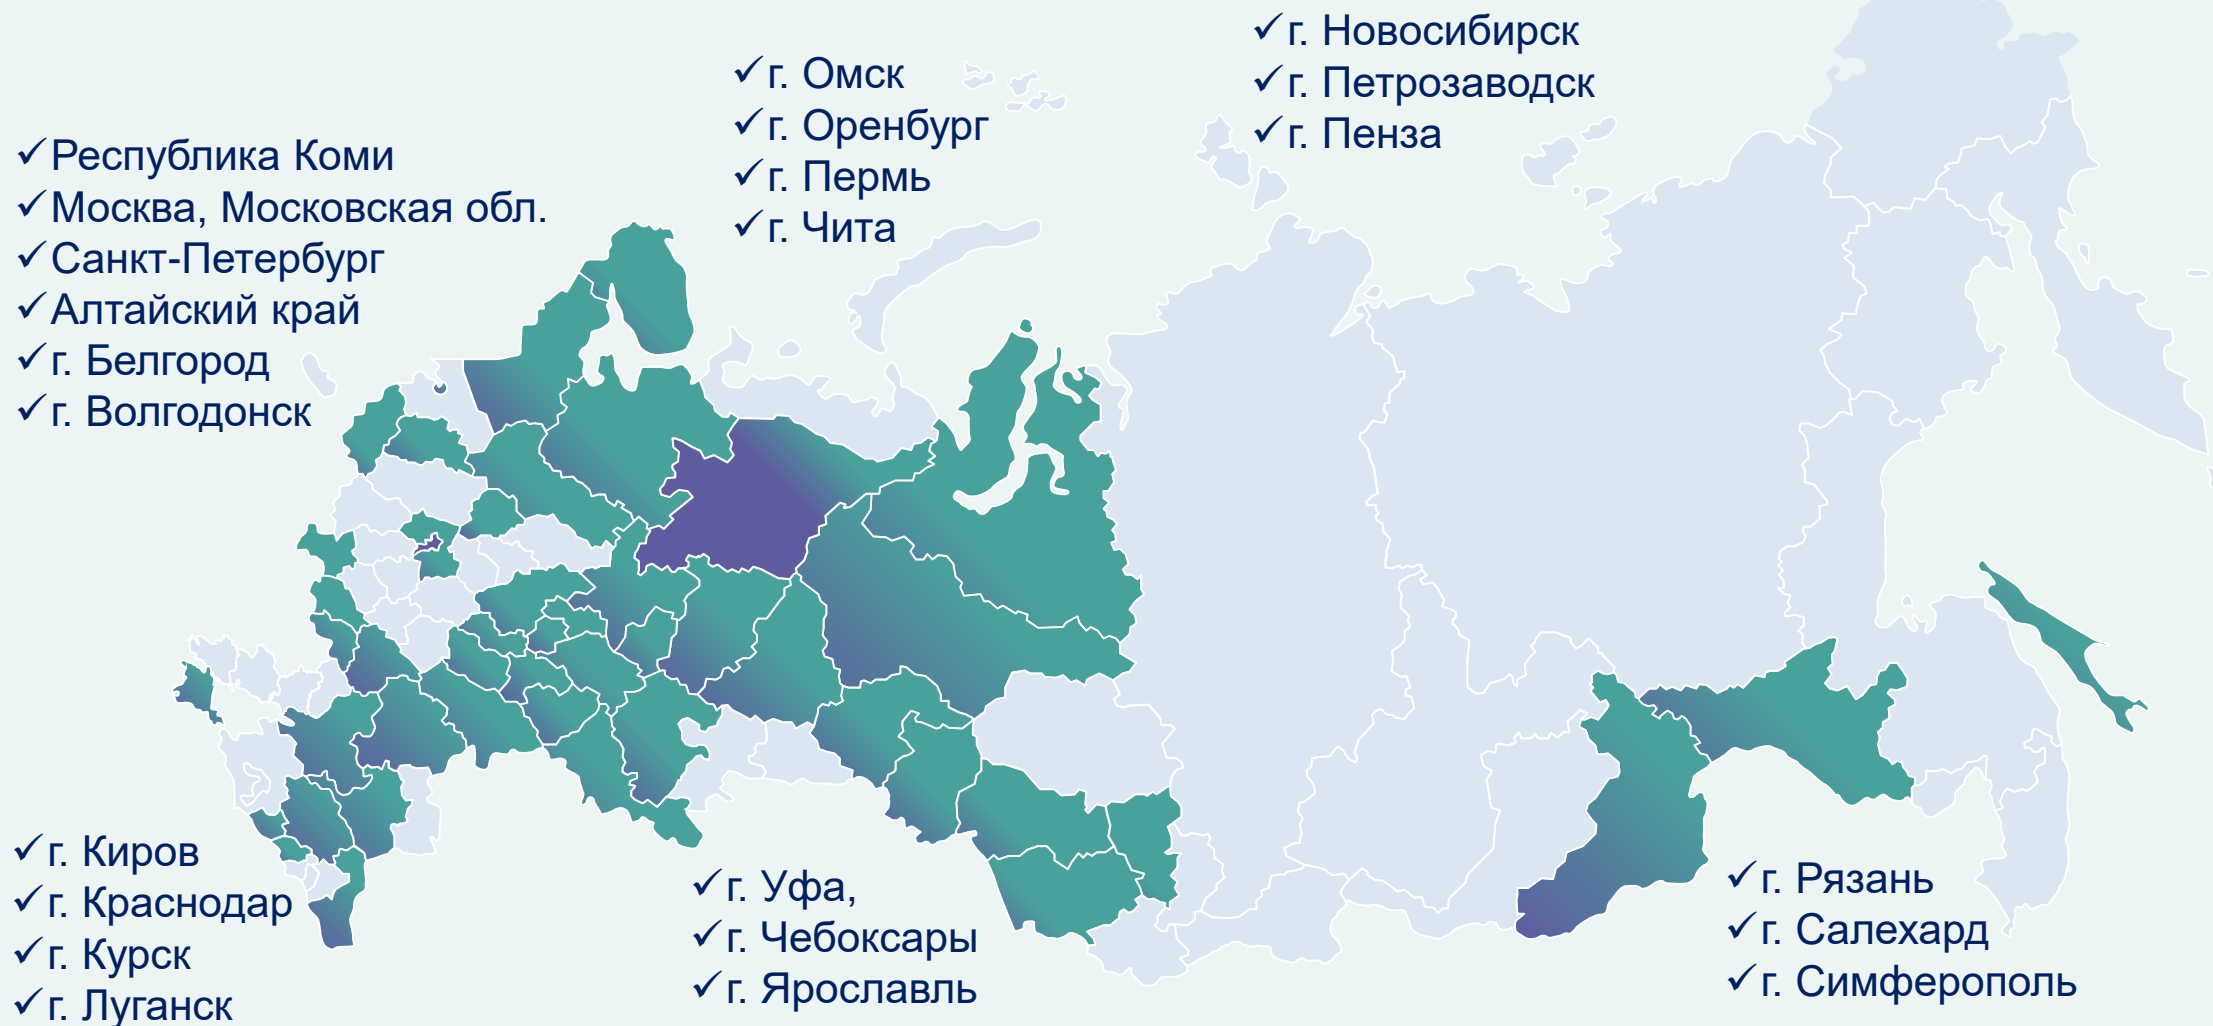 ✓Республика Коми
✓Москва, Московская обл.
✓Санкт-Петербург
✓Алтайский край
✓г. Белгород
✓г. Волгодонск
✓г. Омск
✓г. Оренбург
✓г. Пермь
✓г. Чита
✓г. Новосибирск
✓г. Петрозаводск
✓г. Пенза
✓г. Киров
✓г. Краснодар
✓г. Курск
✓г. Луганск
✓г. Уфа,
✓г. Чебоксары
✓г. Ярославль
✓г. Рязань
✓г. Салехард
✓г. Симферополь